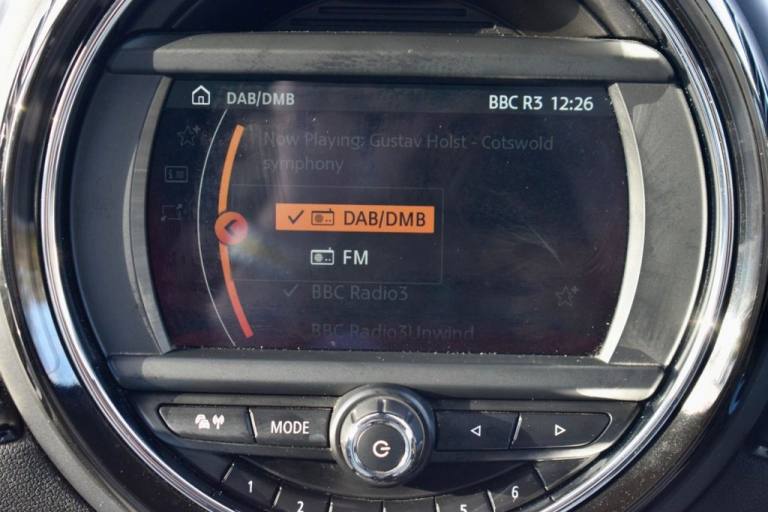 DAB/DMB BBC R3 12:26
Now Playing: Gustav Holst - Cotswold
symphony
DAB/DMB
FM
BBC Radio3
BBC Radio3Unwind
MODE
1
2
5
6